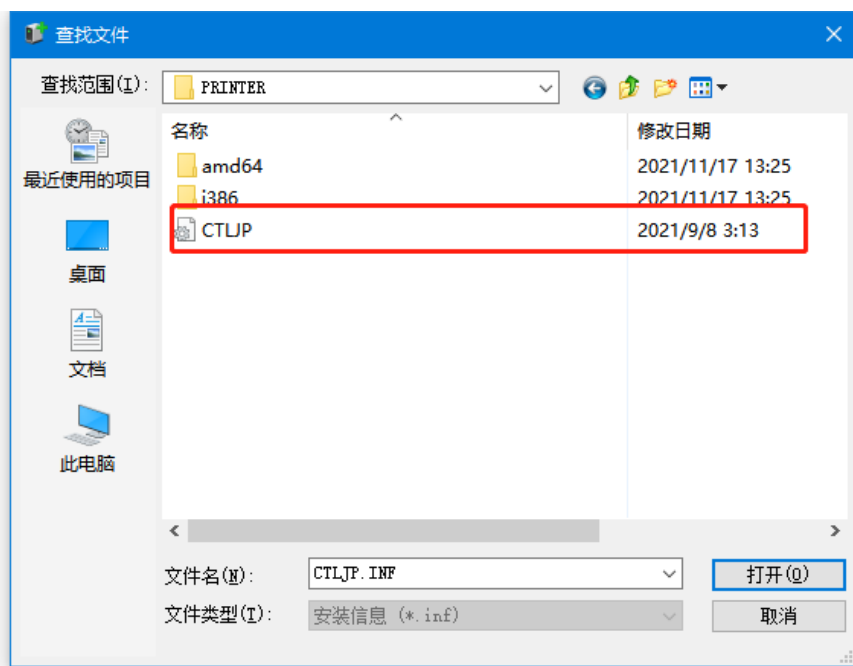 查找文件
查找范围(I):
PRINTER
名称
修改日期
amd64
2021/11/17 13:25
i386
2021/11/17 13:25
CTLJP
2021/9/8 3:13
最近使用的项目
桌面
文档
此电脑
文件名(N):
CTLJP.INF
打开(O)
文件类型(T):
安装信息 (*.inf)
取消